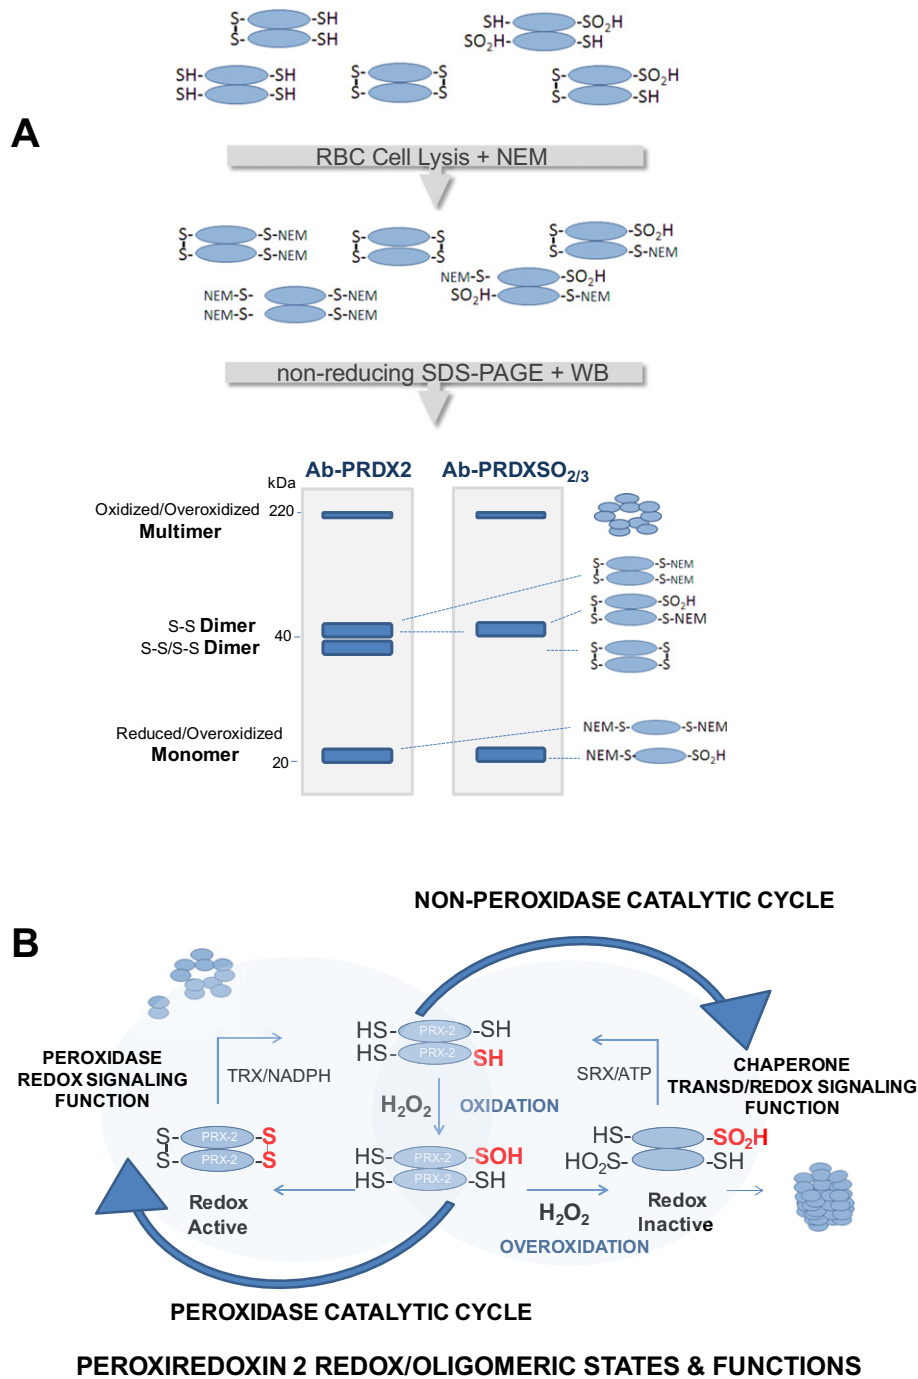 S- -SH
S- -SH
SH- -SO2H
SO2H- -SH
SH- -SH
SH- -SH
S- -S
S- -S
S- -SO2H
S- -SH
A
RBC Cell Lysis + NEM
S- -S-NEM
S- -S-NEM
S- -S
S- -S
S- -SO2H
S- -S-NEM
NEM-S- -SO2H
SO2H- -S-NEM
NEM-S- -S-NEM
NEM-S- -S-NEM
non-reducing SDS-PAGE + WB
Ab-PRDX2
Ab-PRDXSO2/3
kDa
Oxidized/Overoxidized
Multimer
220
S- -S-NEM
S- -S-NEM
S- -SO2H
S- -S-NEM
S-S Dimer
40
S-S/S-S Dimer
S- -S
S- -S
Reduced/Overoxidized
Monomer
20
NEM-S- -S-NEM
NEM-S- -SO2H
NON-PEROXIDASE CATALYTIC CYCLE
B
HS- PRX-2 -SH
HS- PRX-2 SH
PEROXIDASE
REDOX SIGNALING
FUNCTION
TRX/NADPH
SRX/ATP
CHAPERONE
TRANSD/REDOX SIGNALING
FUNCTION
H2O2
OXIDATION
S- PRX-2 -S
S- PRX-2 -S
HS- PRX-2 -SOH
HS- PRX-2 -SH
HS- -SO2H
HO2S- -SH
Redox
Active
H2O2
Redox
Inactive
OVEROXIDATION
PEROXIDASE CATALYTIC CYCLE
PEROXIREDOXIN 2 REDOX/OLIGOMERIC STATES & FUNCTIONS